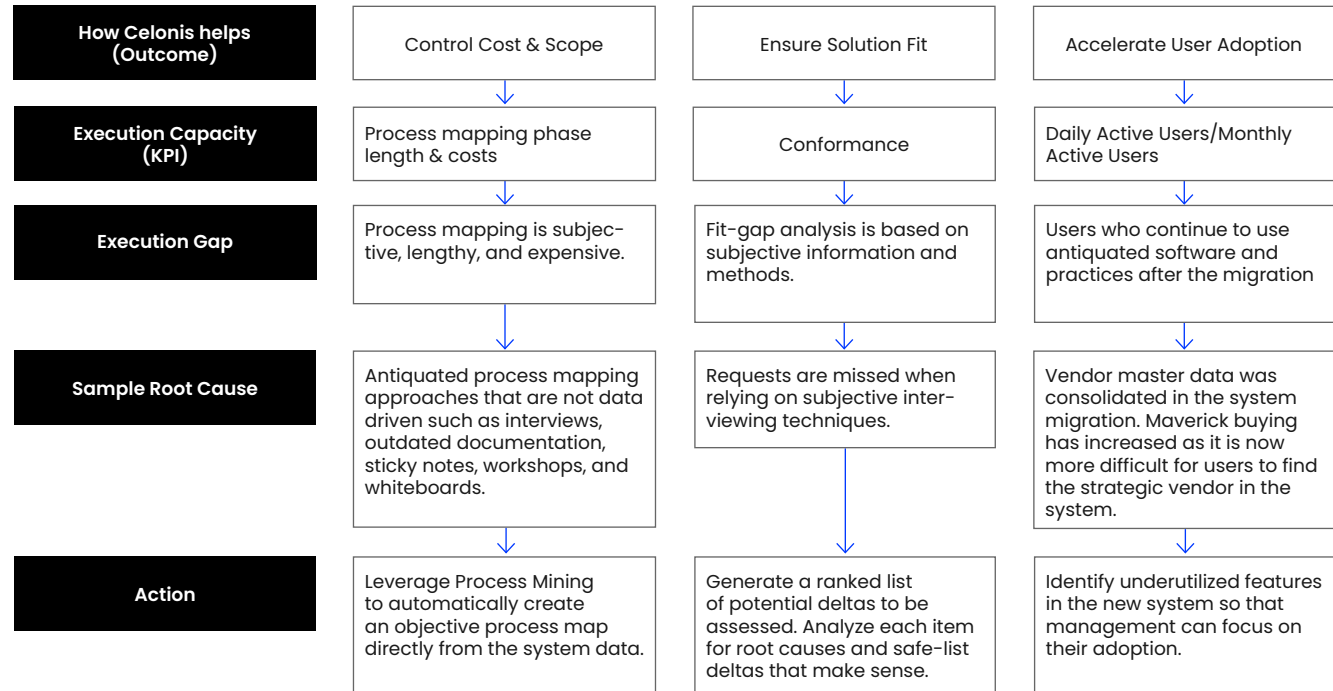 How Celonis helps
(Outcome)
Control Cost & Scope
Ensure Solution Fit
Accelerate User Adoption
Execution Capacity
(KPI)
Process mapping phase
length & costs
Conformance
Daily Active Users/Monthly
Active Users
Execution Gap
Process mapping is subjec-
tive, lengthy, and expensive.
Fit-gap analysis is based on
subjective information and
methods.
Users who continue to use
antiquated software and
practices after the migration
Sample Root Cause
Antiquated process mapping
approaches that are not data
driven such as interviews,
outdated documentation,
sticky notes, workshops, and
whiteboards.
Requests are missed when
relying on subjective inter-
viewing techniques.
Vendor master data was
consolidated in the system
migration. Maverick buying
has increased as it is now
more difficult for users to find
the strategic vendor in the
system.
Action
Leverage Process Mining
to automatically create
an objective process map
directly from the system data.
Generate a ranked list
of potential deltas to be
assessed. Analyze each item
for root causes and safe-list
deltas that make sense.
Identify underutilized features
in the new system so that
management can focus on
their adoption.